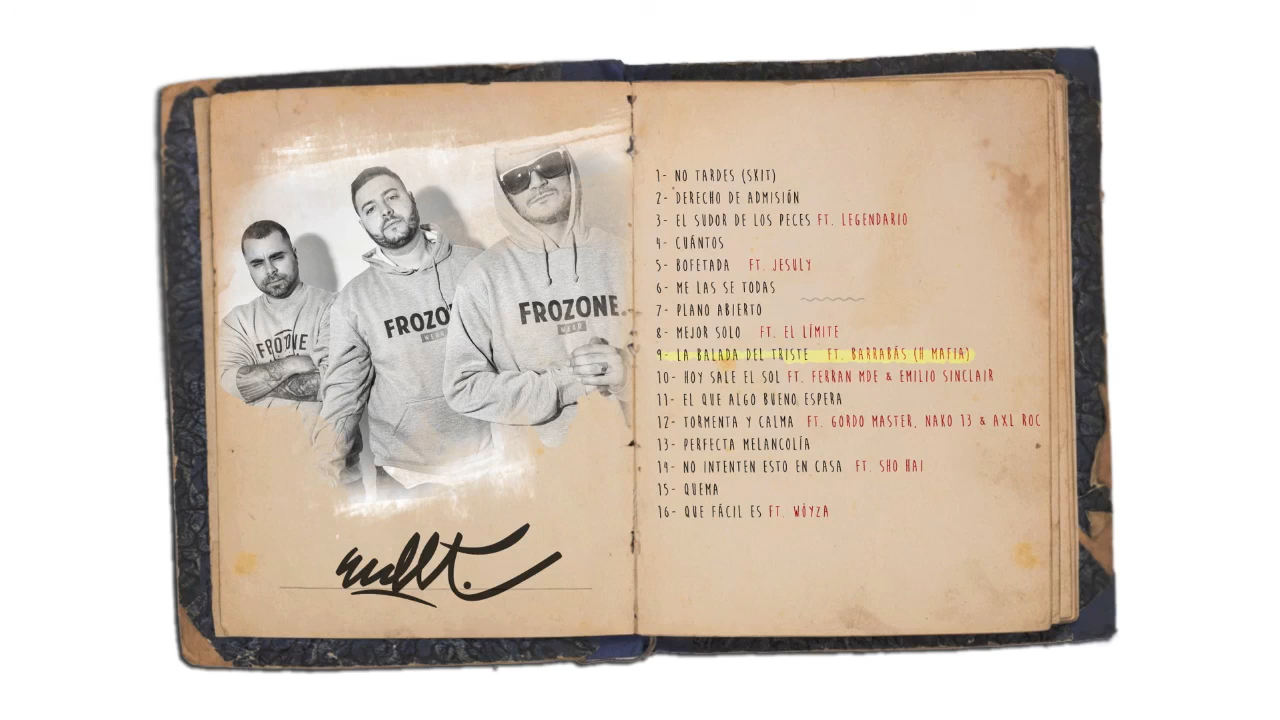 FROZONE
WEAR
FROZO
FROZONE.
WEAR
1- NO TARDES (SKIT)
2- DERECHO DE ADMISIÓN
3- EL SUDOR DE LOS PECES FT. LEGENDARIO
4- CUÁNTOS
5- BOFETADA FT. JESULY
6- ME LAS SE TODAS
7- PLANO ABIERTO
8- MEJOR SOLO FT. EL LÍMITE
9- LA BALADA DEL TRISTE FT. BARRABÁS (H MAFIA)
10- HOY SALE EL SOL FT. FERRAN MDE & EMILIO SINCLAIR
11- EL QUE ALGO BUENO ESPERA
12- TORMENTA Y CALMA FT. GORDO MASTER, NAKO 13 & AXL ROC
13- PERFECTA MELANCOLÍA
14- NO INTENTEN ESTO EN CASA FT. SHO HAI
15- QUEMA
16- QUE FÁCIL ES FT. WÖYZA